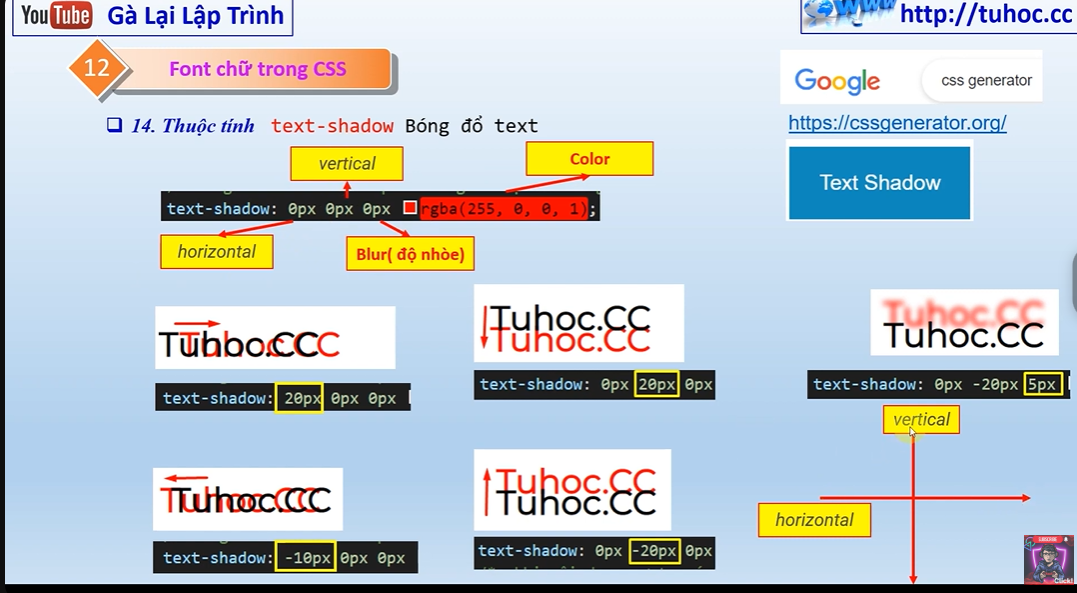 YouTube Gà Lại Lập Trình
www http://tuhoc.cc
12 Font chữ trong CSS
Google css generator
https://cssgenerator.org/
Text Shadow
14. Thuộc tính text-shadow Bóng đổ text
vertical
Color
text-shadow: 0px 0px 0px rgba(255, 0, 0, 1);
horizontal
Blur( độ nhòe)
Tuhoc.CC
text-shadow: 20px 0px 0px
Tuhoc.CC
text-shadow: 0px 20px 0px
Tuhoc.CC
text-shadow: 0px -20px 5px
vertical
horizontal
Tuhoc.CC
text-shadow: -10px 0px 0px
Tuhoc.CC
text-shadow: 0px -20px 0px
SUBSCRIBE
Click!